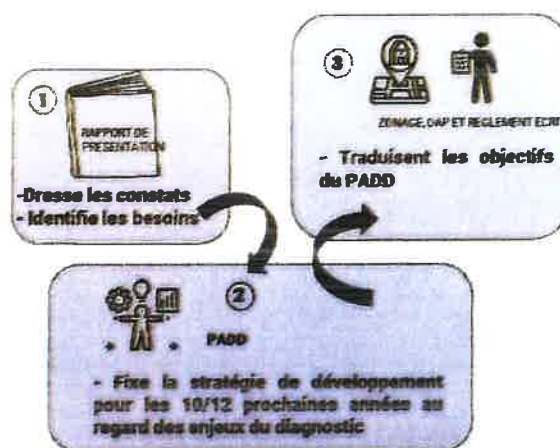 1
RAPPORT DE
PRESENTATION
-Dresse les constats
- Identifie les besoins
2
PADD
- Fixe la stratégie de développement
pour les 10/12 prochaines années au
regard des enjeux du diagnostic
3
ZONAGE, OAP ET REGLEMENT ECRIT
- Traduisent les objectifs
du PADD